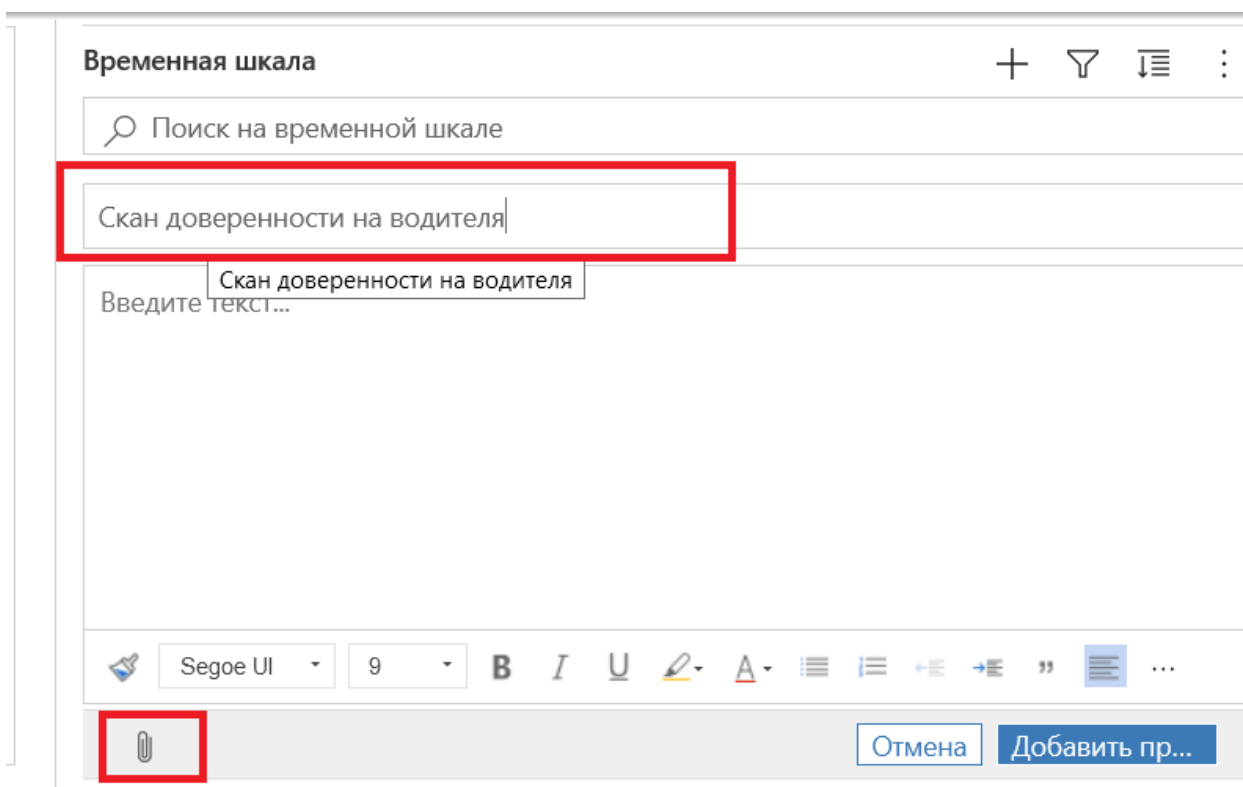 Временная шкала
Поиск на временной шкале
Скан доверенности на водителя
Скан доверенности на водителя
Введите текст...
Segoe UI 9 B I U A
Отмена Добавить пр...